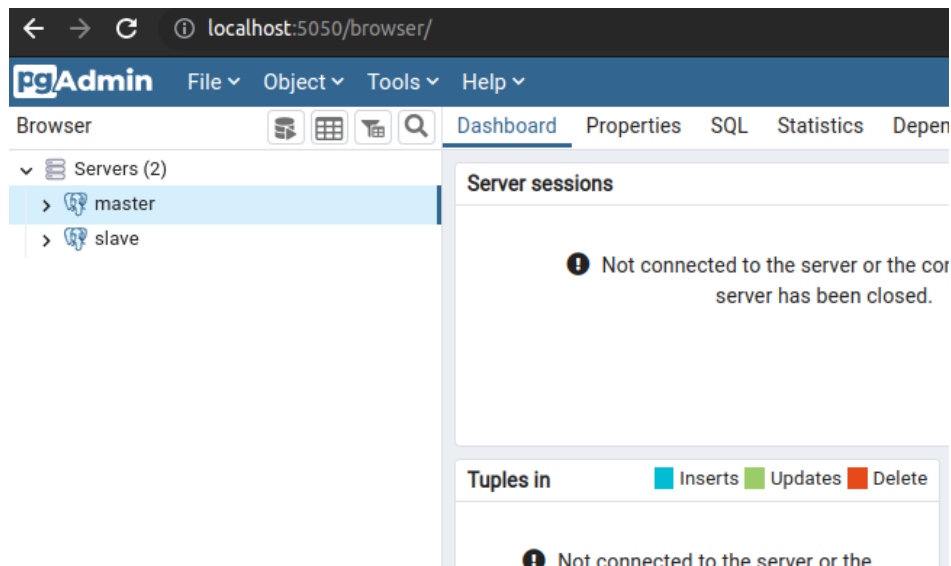 localhost:5050/browser/
pgAdmin File Object Tools Help
Browser
Dashboard Properties SQL Statistics
Servers (2)
master
slave
Server sessions
Not connected to the server or the
server has been closed.
Tuples in
Inserts Updates Delete
Not connected to the server or the